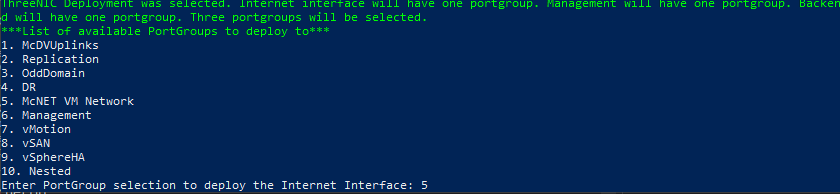 ThreeNIC Deployment was selected. Internet interface will have one portgroup. Management will have one portgroup. Backen
d will have one portgroup. Three portgroups will be selected.
***List of available PortGroups to deploy to***
1. McDVUplinks
2. Replication
3. OddDomain
4. DR
5. McNET VM Network
6. Management
7. vMotion
8. vSAN
9. vSphereHA
10. Nested
Enter PortGroup selection to deploy the Internet Interface: 5